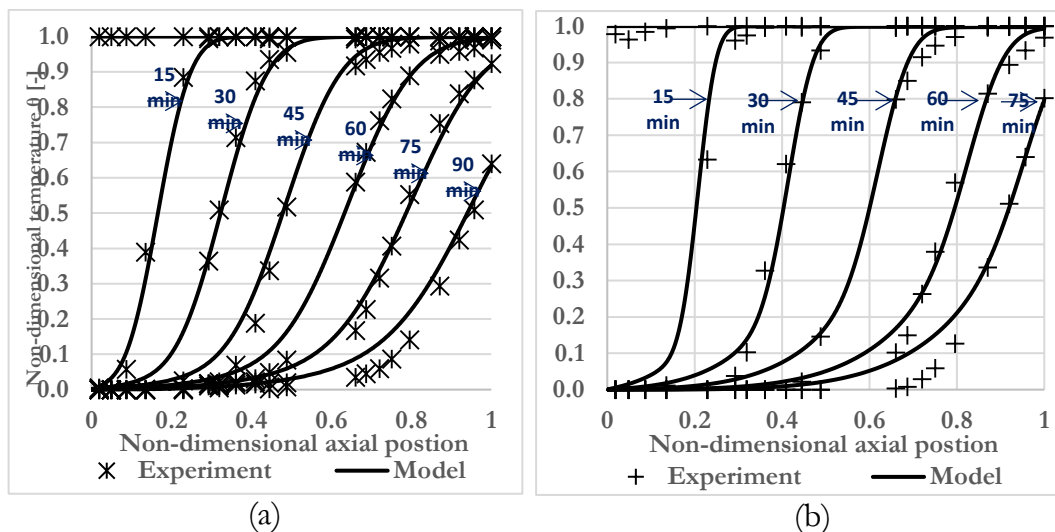 Non-dimensional temperature θ [-]
1.0
0.9
0.8
0.7
0.6
0.5
0.4
0.3
0.2
0.1
0.0
15
min
30
min
45
min
60
min
75
min
90
min
0 0.2 0.4 0.6 0.8 1
Non-dimensional axial postion
Experiment Model
(a)
1.0
0.9
0.8
0.7
0.6
0.5
0.4
0.3
0.2
0.1
0.0
15
min
30
min
45
min
60
min
75
min
0.0 0.2 0.4 0.6 0.8 1
Non-dimensional axial postion
Experiment Model
(b)